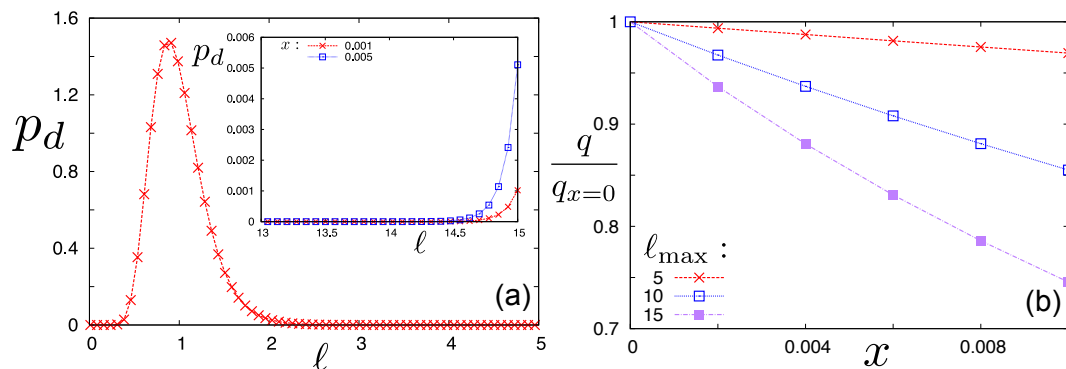 1.6
1.2
0.8
0.4
0
p_d
0 1 2 3 4 5
ℓ
(a)
0.006
0.005
0.004
0.003
0.002
0.001
0
p_d
x :
0.001
0.005
13 13.5 14 14.5 15
ℓ
1
0.9
0.8
0.7
q
q_{x=0}
ℓ_max :
5
10
15
0 0.004 0.008
x
(b)